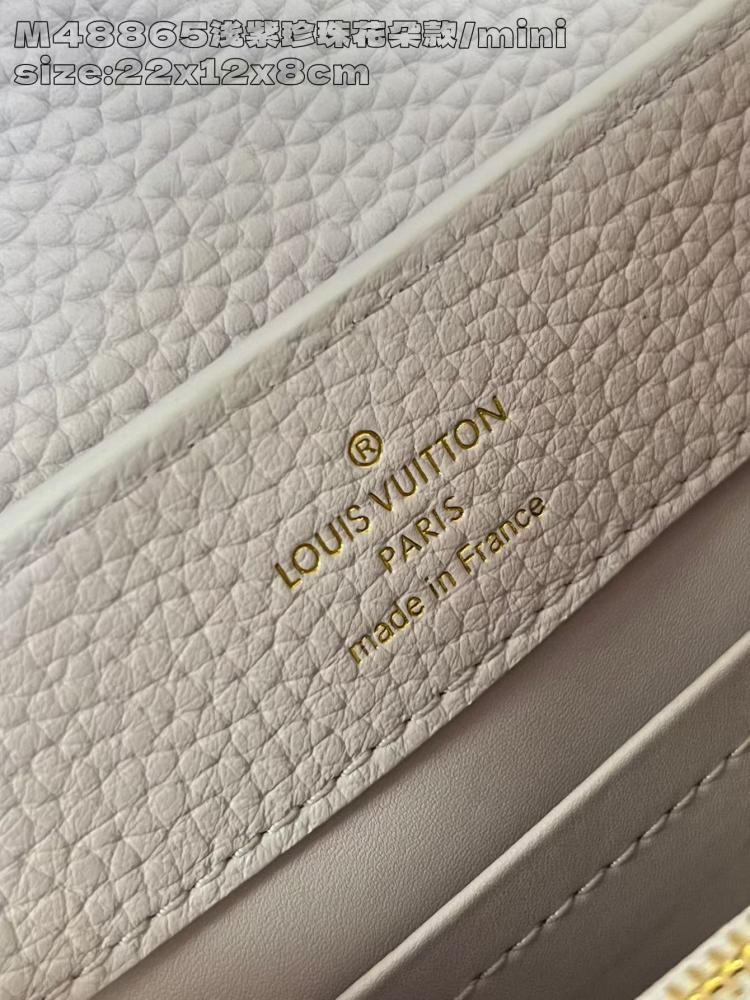 M48865浅紫珍珠花朵款/mini
size:22x12x8cm
®
LOUIS VUITTON
PARIS
made in France